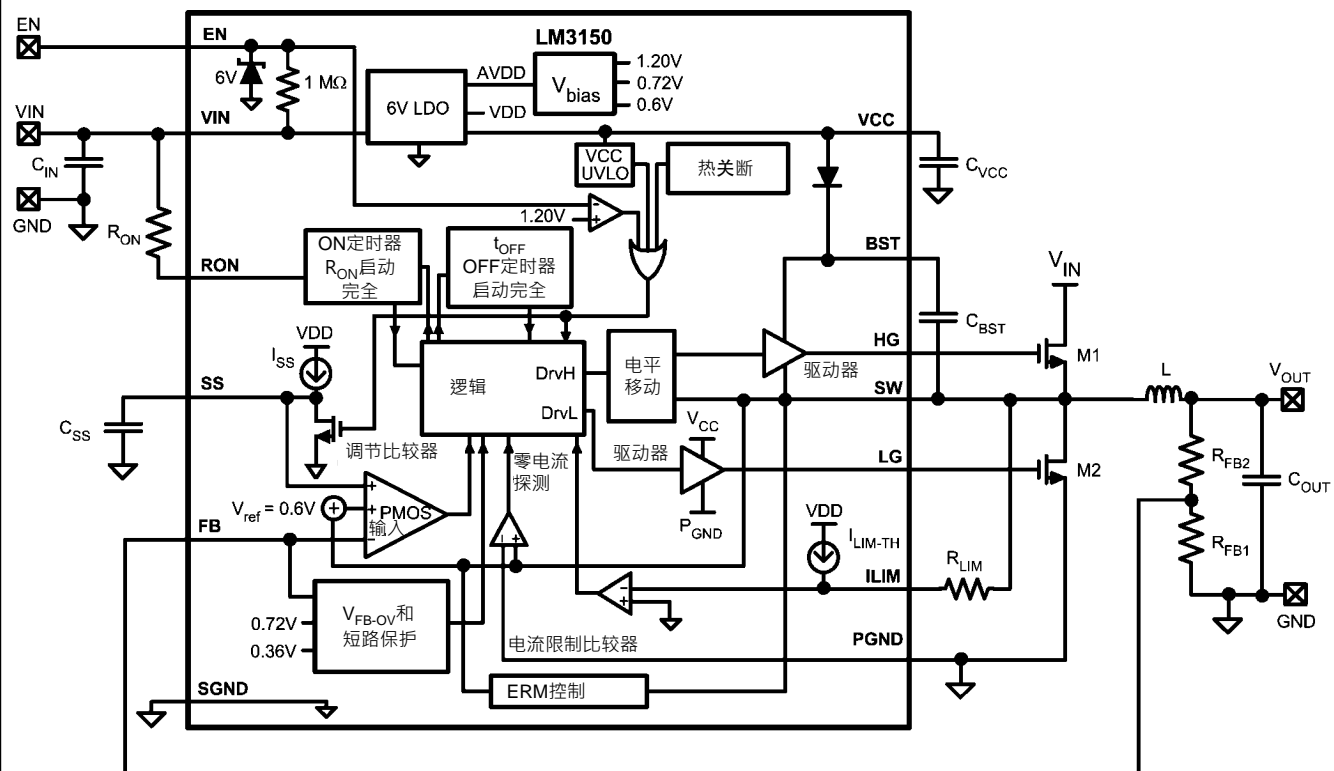 EN
EN
LM3150
6V
1 MΩ
AVDD
6V LDO
VDD
Vbias
1.20V
0.72V
0.6V
VIN
VIN
VCC
CIN
VCC
UVLO
热关断
CVCC
GND
1.20V
RON
RON
ON定时器
RON启动
完全
tOFF
OFF定时器
启动完全
BST
VIN
CBST
VDD
ISS
逻辑
DrvH
DrvL
电平
移动
驱动器
HG
M1
SS
SW
L
VOUT
CSS
调节比较器
零电流
探测
驱动器
VCC
LG
M2
RFB2
COUT
Vref = 0.6V
PMOS
输入
PGND
VDD
ILIM-TH
RFB1
FB
RLIM
ILIM
GND
VFB-OV和
短路保护
0.72V
0.36V
电流限制比较器
PGND
SGND
ERM控制